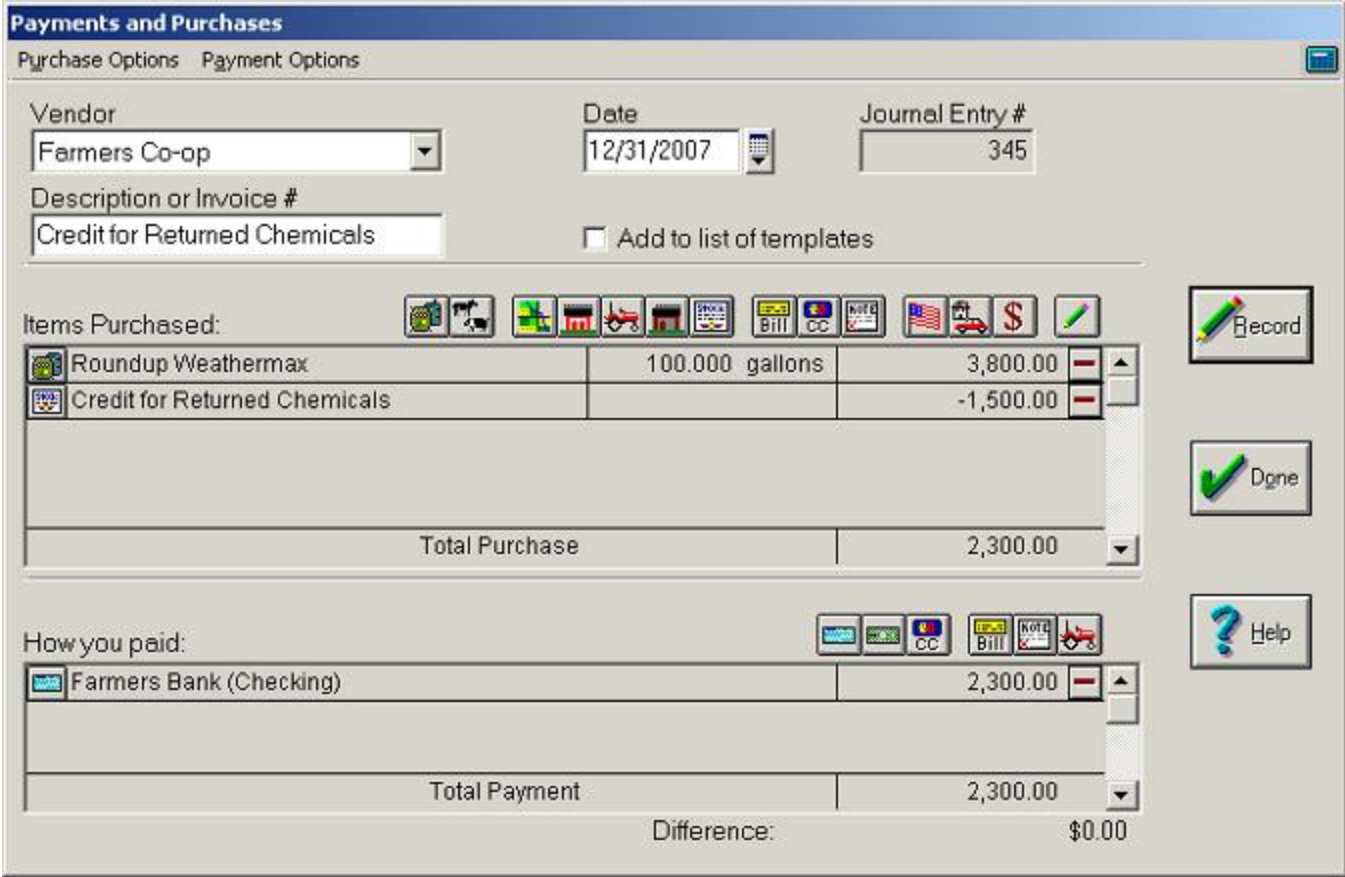 Payments and Purchases
Purchase Options Payment Options
Vendor Date Journal Entry #
Farmers Co-op 12/31/2007 345
Description or Invoice #
Credit for Returned Chemicals Add to list of templates
Items Purchased: Bill CC NOTE $
Roundup Weathermax 100.000 gallons 3,800.00
Credit for Returned Chemicals -1,500.00
Total Purchase 2,300.00
Record
Done
Help
How you paid: CC Bill NOTE
Farmers Bank (Checking) 2,300.00
Total Payment 2,300.00
Difference: $0.00